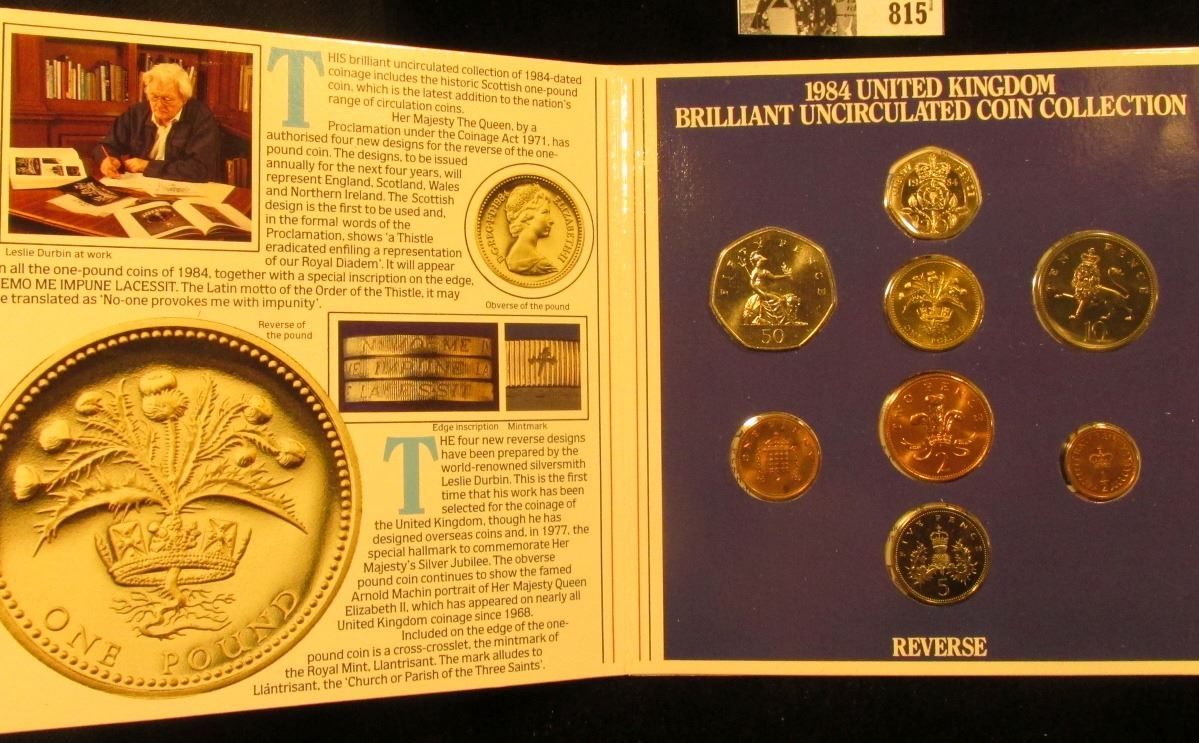 815
THIS brilliant uncirculated collection of 1984-dated
coinage includes the historic Scottish one-pound
coin, which is the latest addition to the nation's
range of circulation coins.
Her Majesty The Queen, by a
Proclamation under the Coinage Act 1971, has
authorised four new designs for the reverse of the one-
pound coin. The designs, to be issued
annually for the next four years, will
represent England, Scotland, Wales
and Northern Ireland. The Scottish
design is the first to be used and,
in the formal words of the
Proclamation, shows 'a Thistle
eradicated enfiling a representation
of our Royal Diadem'. It will appear
n all the one-pound coins of 1984, together with a special inscription on the edge,
EMO ME IMPUNE LACESSIT. The Latin motto of the Order of the Thistle, it may
e translated as 'No-one provokes me with impunity'.
Leslie Durbin at work
ELIZABETH II
Obverse of the pound
Reverse of
the pound
ONE POUND
Edge inscription Mintmark
THE four new reverse designs
have been prepared by the
world-renowned silversmith
Leslie Durbin. This is the first
time that his work has been
selected for the coinage of
the United Kingdom, though he has
designed overseas coins and, in 1977, the
special hallmark to commemorate Her
Majesty's Silver Jubilee. The obverse
pound coin continues to show the famed
Arnold Machin portrait of Her Majesty Queen
Elizabeth II, which has appeared on nearly all
United Kingdom coinage since 1968.
Included on the edge of the one-
pound coin is a cross-crosslet, the mintmark of
the Royal Mint, Llantrisant. The mark alludes to
Llántrisant, the 'Church or Parish of the Three Saints'.
1984 UNITED KINGDOM
BRILLIANT UNCIRCULATED COIN COLLECTION
FIFTY PENCE
50
TEN PENCE
10
2
5
REVERSE